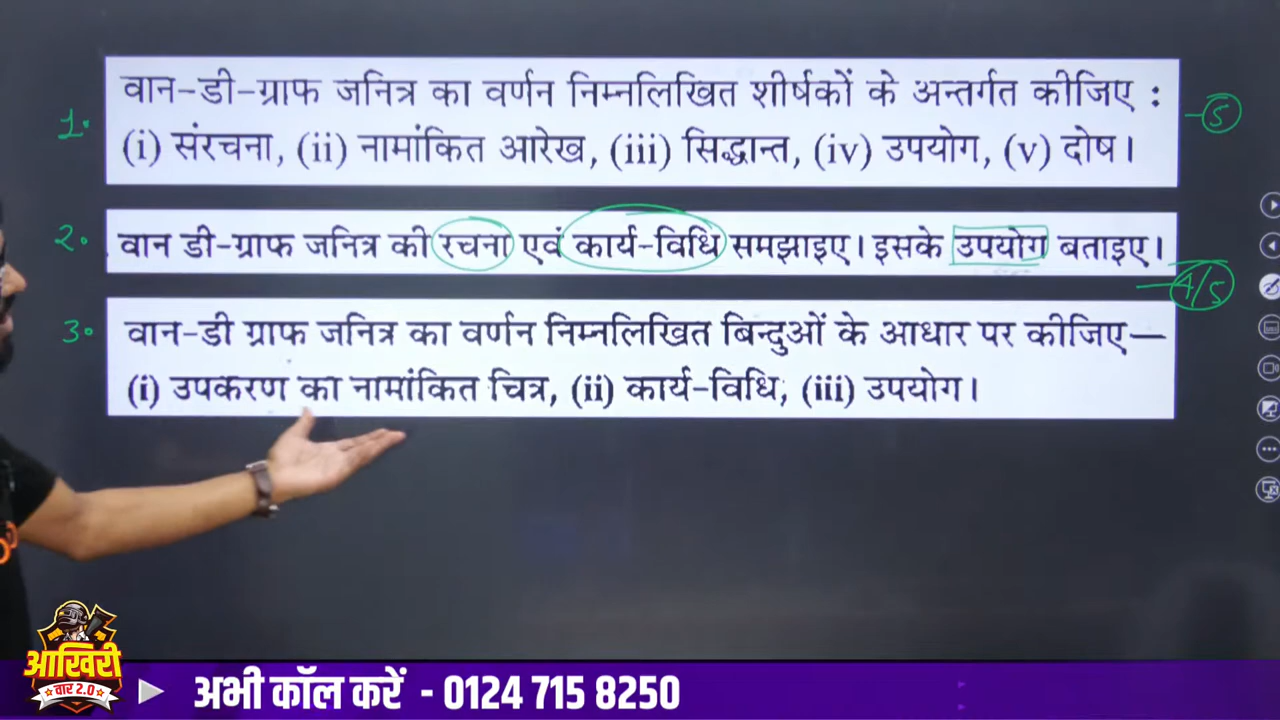 1.
वान-डी-ग्राफ जनित्र का वर्णन निम्नलिखित शीर्षकों के अन्तर्गत कीजिए :
(i) संरचना, (ii) नामांकित आरेख, (iii) सिद्धान्त, (iv) उपयोग, (v) दोष।
-5
2.
वान डी-ग्राफ जनित्र की रचना एवं कार्य-विधि समझाइए। इसके उपयोग बताइए।
4/5
3.
वान-डी ग्राफ जनित्र का वर्णन निम्नलिखित बिन्दुओं के आधार पर कीजिए—
(i) उपकरण का नामांकित चित्र, (ii) कार्य-विधि, (iii) उपयोग।
आखिरी
वार 2.0
अभी कॉल करें - 0124 715 8250